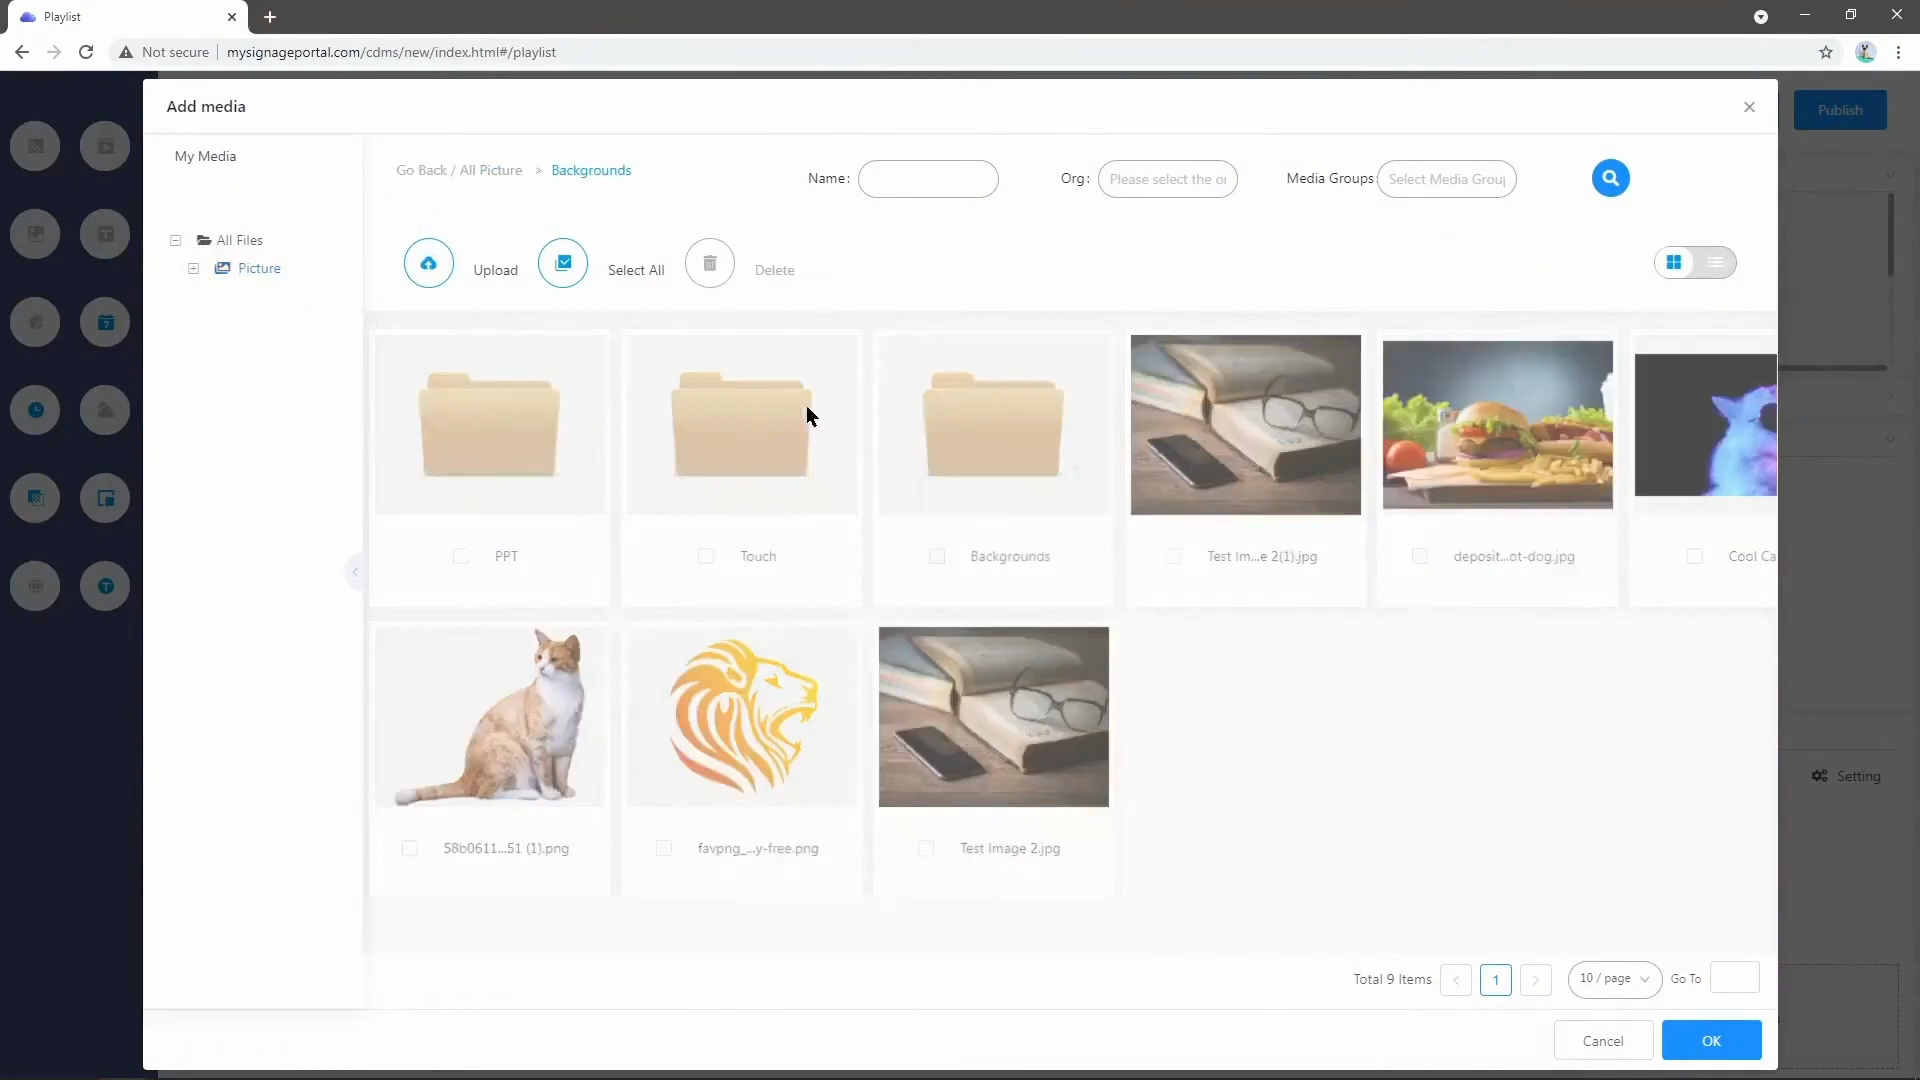 Playlist
Not secure
mysignageportal.com/cdms/new/index.html#/playlist
Add media
Publish
My Media
Go Back / All Picture > Backgrounds
Name:
Org:
Please select the or
Media Groups:
Select Media Group
All Files
Picture
Upload
Select All
Delete
PPT
Touch
Backgrounds
Test Im...e 2(1).jpg
deposit...ot-dog.jpg
Cool Ca
58b0611...51 (1).png
favpng_...y-free.png
Test Image 2.jpg
Setting
Total 9 Items
1
10 / page
Go To
Cancel
OK